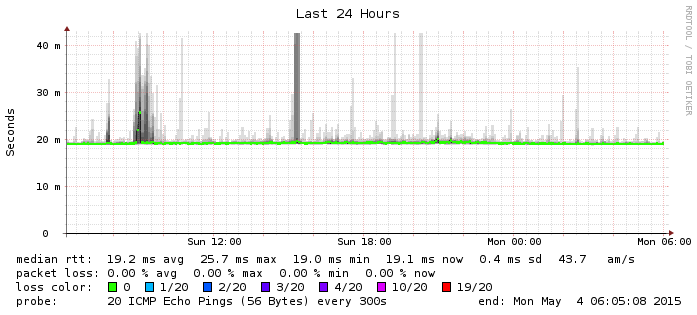 Last 24 Hours
RRDTOOL / TOBI OETIKER
Seconds
40 m
30 m
20 m
10 m
0
Sun 12:00 Sun 18:00 Mon 00:00 Mon 06:00
median rtt: 19.2 ms avg 25.7 ms max 19.0 ms min 19.1 ms now 0.4 ms sd 43.7 am/s
packet loss: 0.00 % avg 0.00 % max 0.00 % min 0.00 % now
loss color: 0 1/20 2/20 3/20 4/20 10/20 19/20
probe: 20 ICMP Echo Pings (56 Bytes) every 300s end: Mon May 4 06:05:08 2015